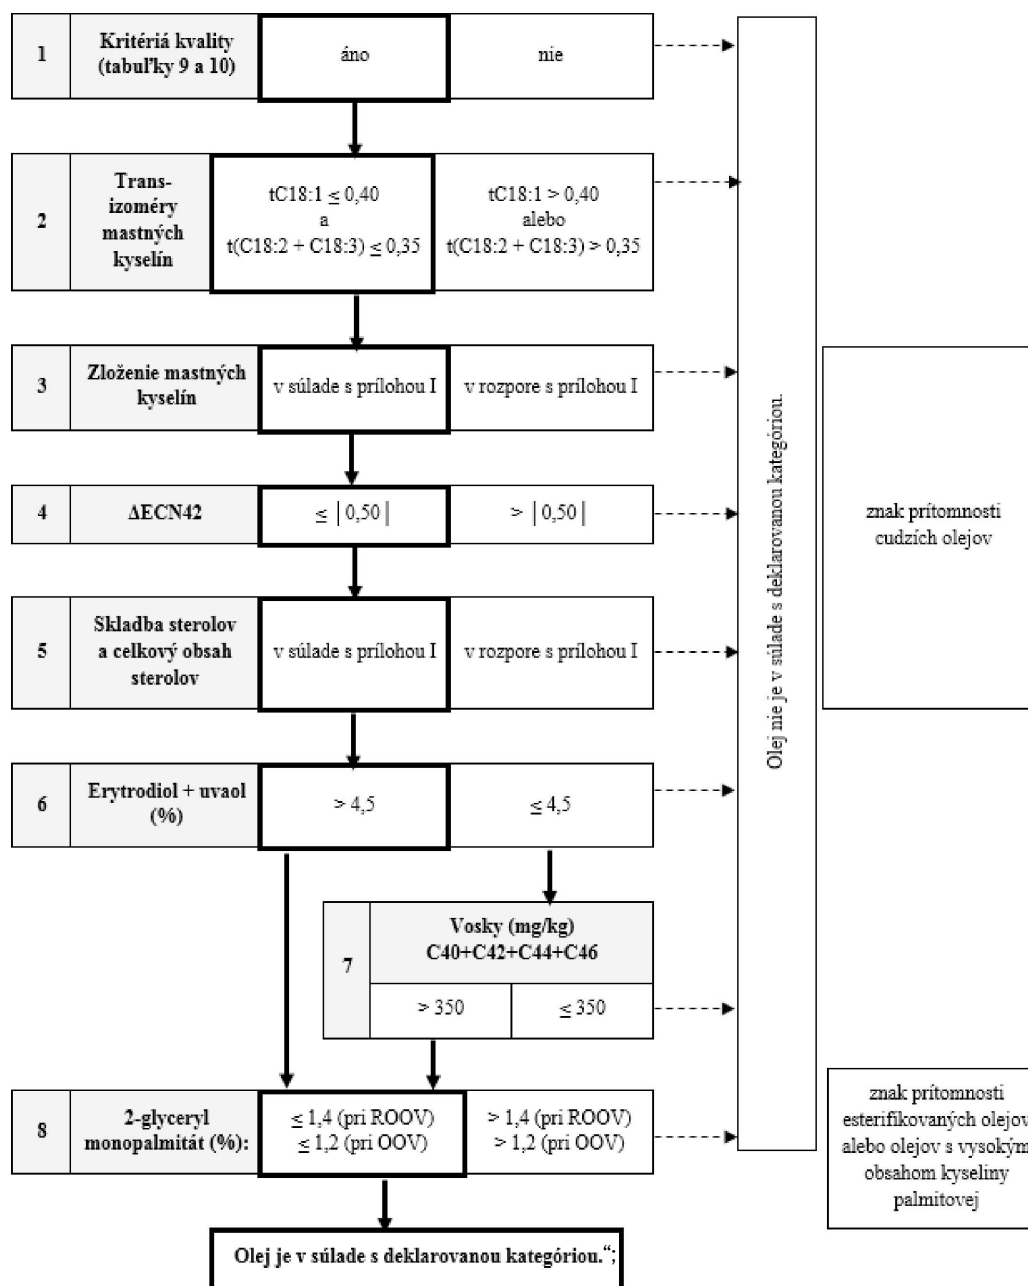 1
Kritériá kvality
(tabuľky 9 a 10)
áno
nie
2
Trans-
izoméry
mastných
kyselín
tC18:1 ≤ 0,40
a
t(C18:2 + C18:3) ≤ 0,35
tC18:1 > 0,40
alebo
t(C18:2 + C18:3) > 0,35
3
Zloženie mastných
kyselín
v súlade s prílohou I
v rozpore s prílohou I
4
ΔECN42
≤ | 0,50 |
> | 0,50 |
5
Skladba sterolov
a celkový obsah
sterolov
v súlade s prílohou I
v rozpore s prílohou I
6
Erytrodiol + uvaol
(%)
> 4,5
≤ 4,5
7
Vosky (mg/kg)
C40+C42+C44+C46
> 350
≤ 350
8
2-glyceryl
monopalmitát (%):
≤ 1,4 (pri ROOV)
≤ 1,2 (pri OOV)
> 1,4 (pri ROOV)
> 1,2 (pri OOV)
Olej je v súlade s deklarovanou kategóriou.“;
Olej nie je v súlade s deklarovanou kategóriou.
znak prítomnosti
cudzích olejov
znak prítomnosti
esterifikovaných olejov
alebo olejov s vysokým
obsahom kyseliny
palmitovej